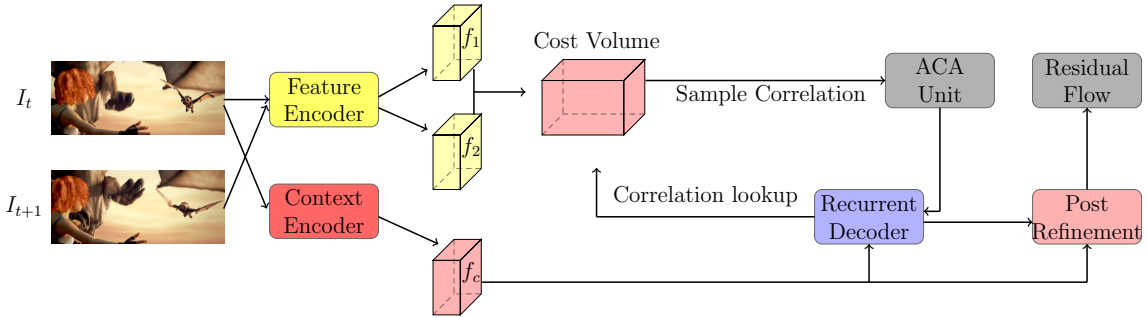 I_t
I_{t+1}
Feature
Encoder
Context
Encoder
f_1
f_2
f_c
Cost Volume
Sample Correlation
Correlation lookup
ACA
Unit
Recurrent
Decoder
Residual
Flow
Post
Refinement